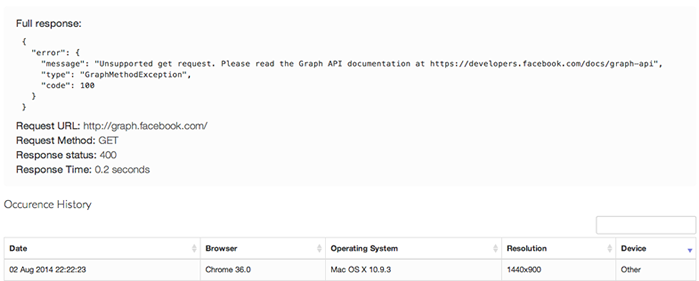 Full response:
{
"error": {
"message": "Unsupported get request. Please read the Graph API documentation at https://developers.facebook.com/docs/graph-api",
"type": "GraphMethodException",
"code": 100
}
}
Request URL: http://graph.facebook.com/
Request Method: GET
Response status: 400
Response Time: 0.2 seconds
Occurence History
Date Browser Operating System Resolution Device
02 Aug 2014 22:22:23 Chrome 36.0 Mac OS X 10.9.3 1440x900 Other